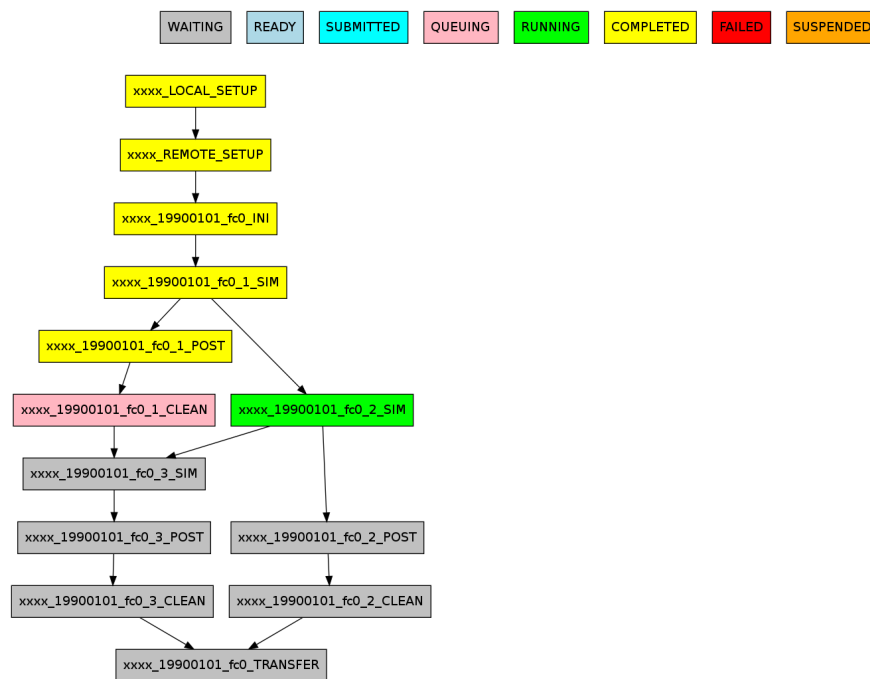 WAITING READY SUBMITTED QUEUING RUNNING COMPLETED FAILED SUSPENDED
xxxx_LOCAL_SETUP
xxxx_REMOTE_SETUP
xxxx_19900101_fc0_INI
xxxx_19900101_fc0_1_SIM
xxxx_19900101_fc0_1_POST
xxxx_19900101_fc0_1_CLEAN xxxx_19900101_fc0_2_SIM
xxxx_19900101_fc0_3_SIM
xxxx_19900101_fc0_3_POST xxxx_19900101_fc0_2_POST
xxxx_19900101_fc0_3_CLEAN xxxx_19900101_fc0_2_CLEAN
xxxx_19900101_fc0_TRANSFER